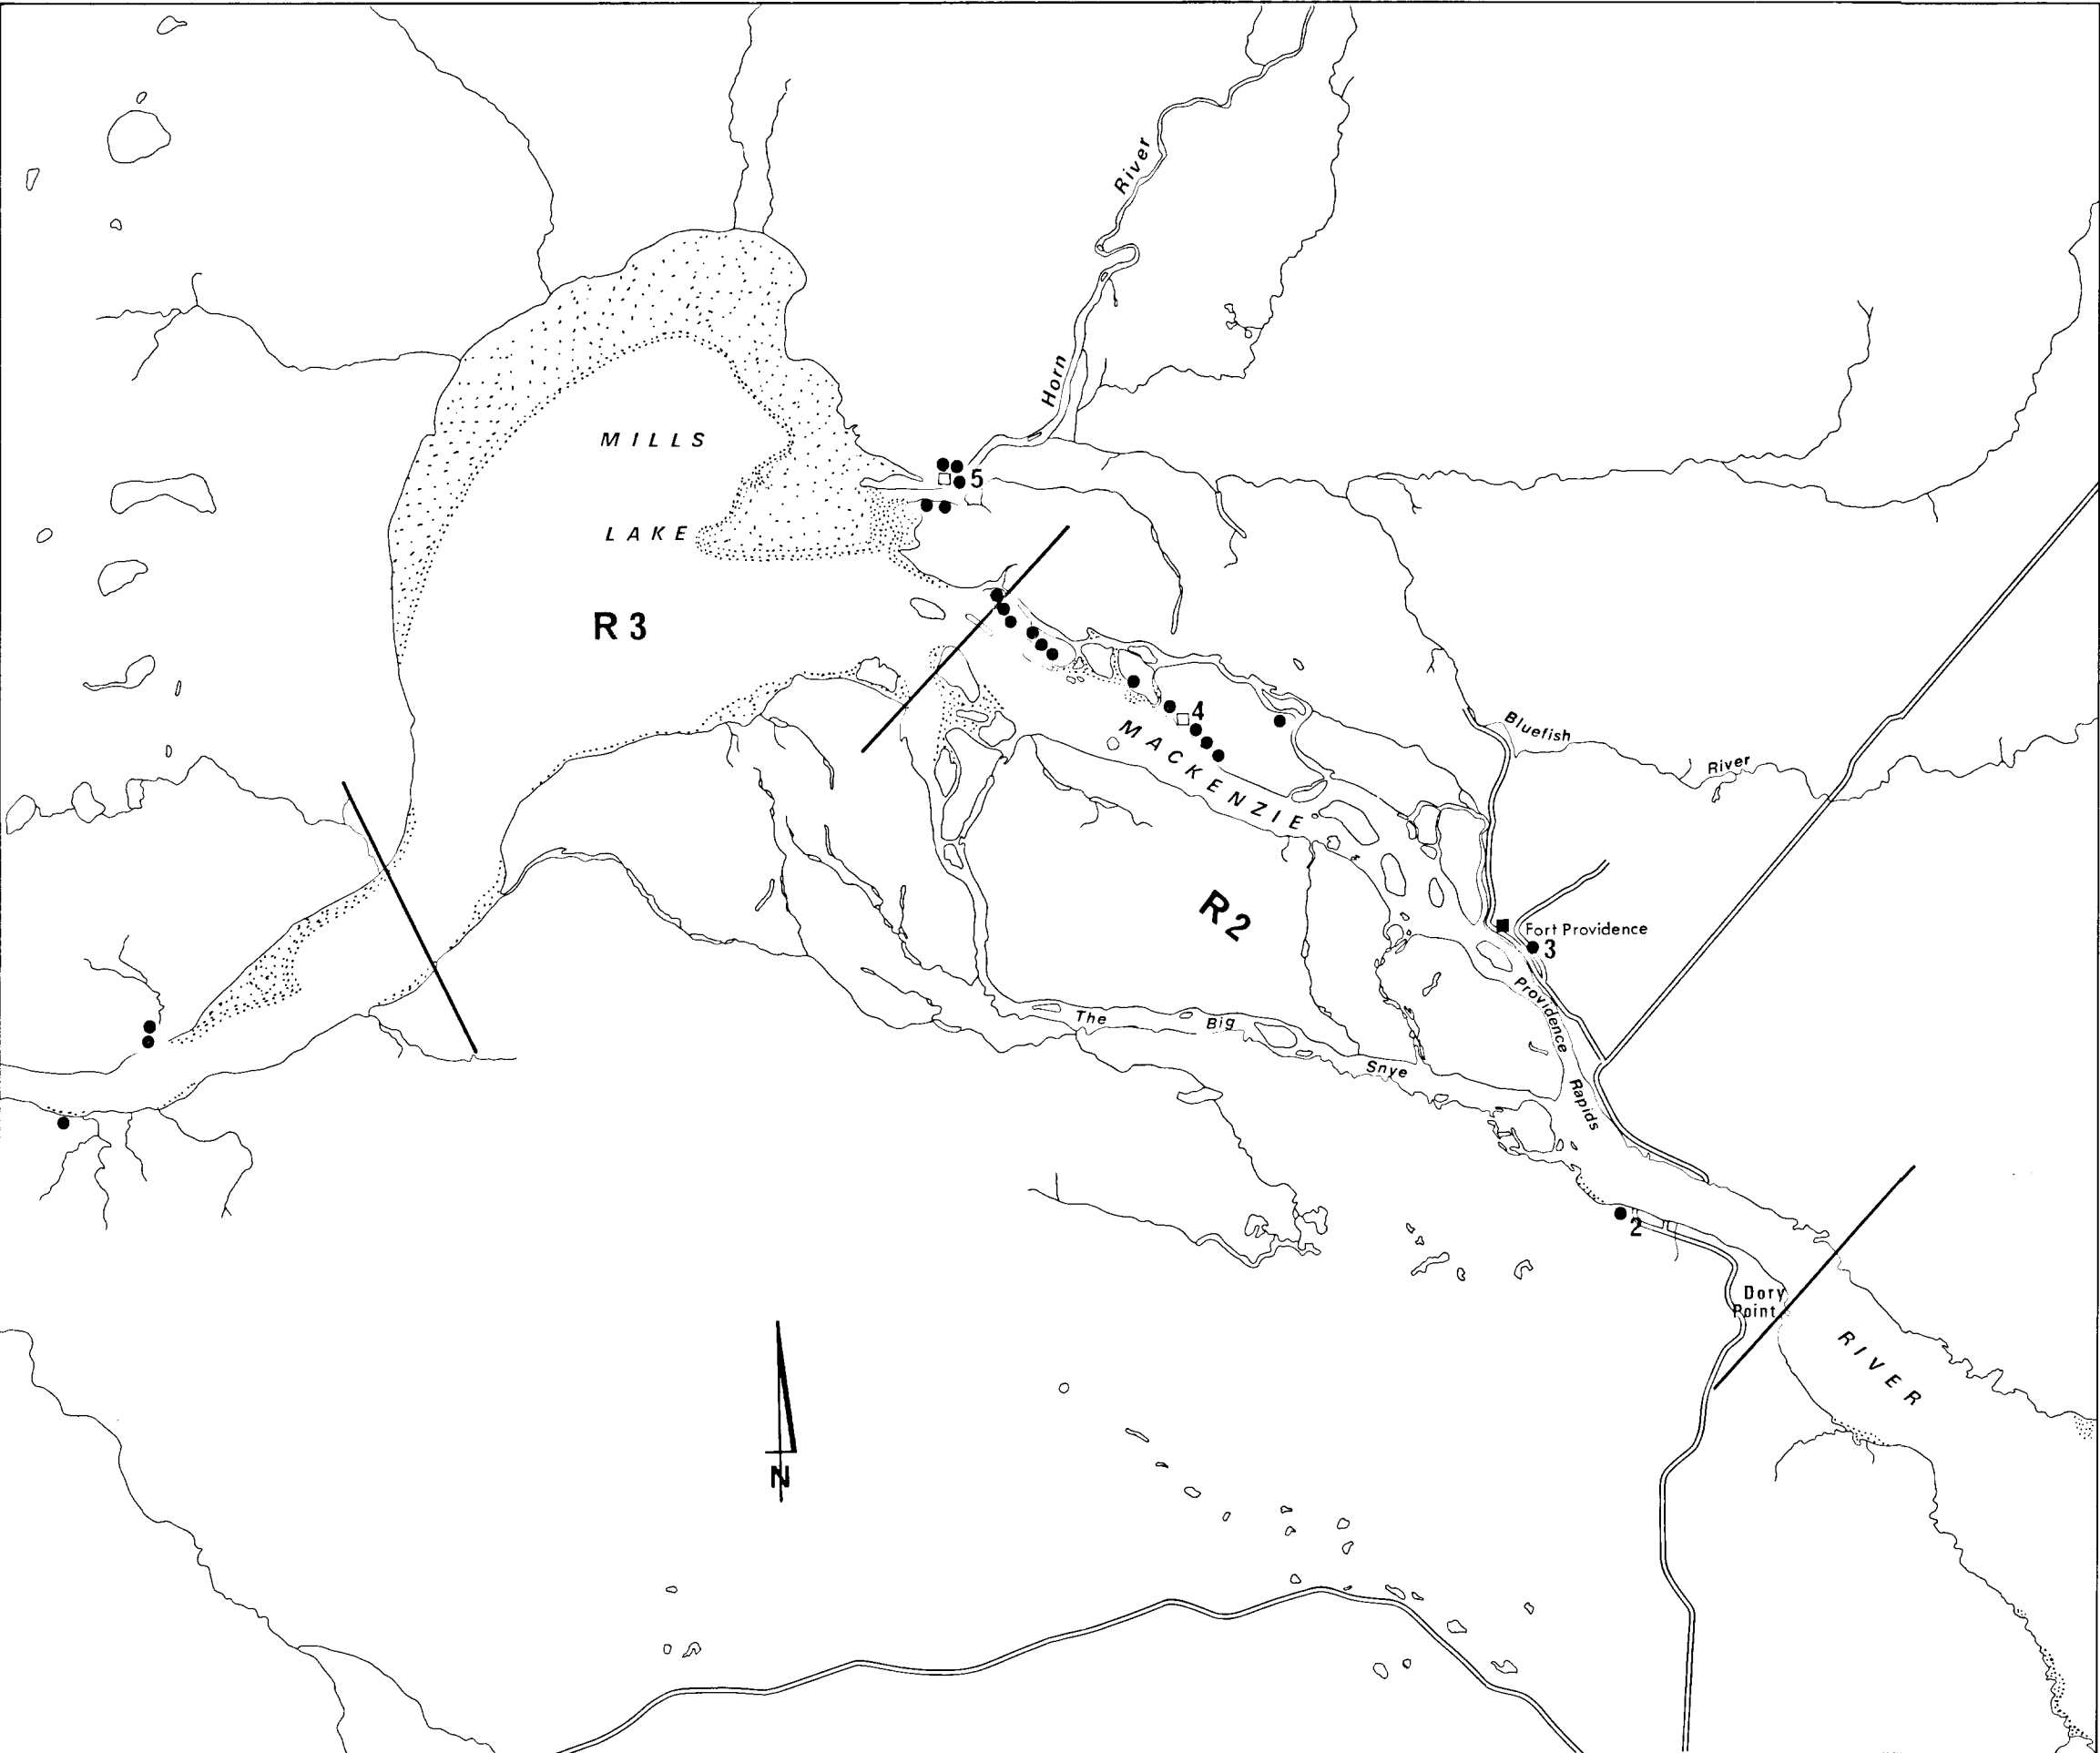 River
Horn
MILLS
LAKE
5
R 3
4
MACKENZIE
Bluefish
River
R2
Fort Providence
3
Providence
Rapids
The
Big
Snye
2
Dory
Point
RIVER
N